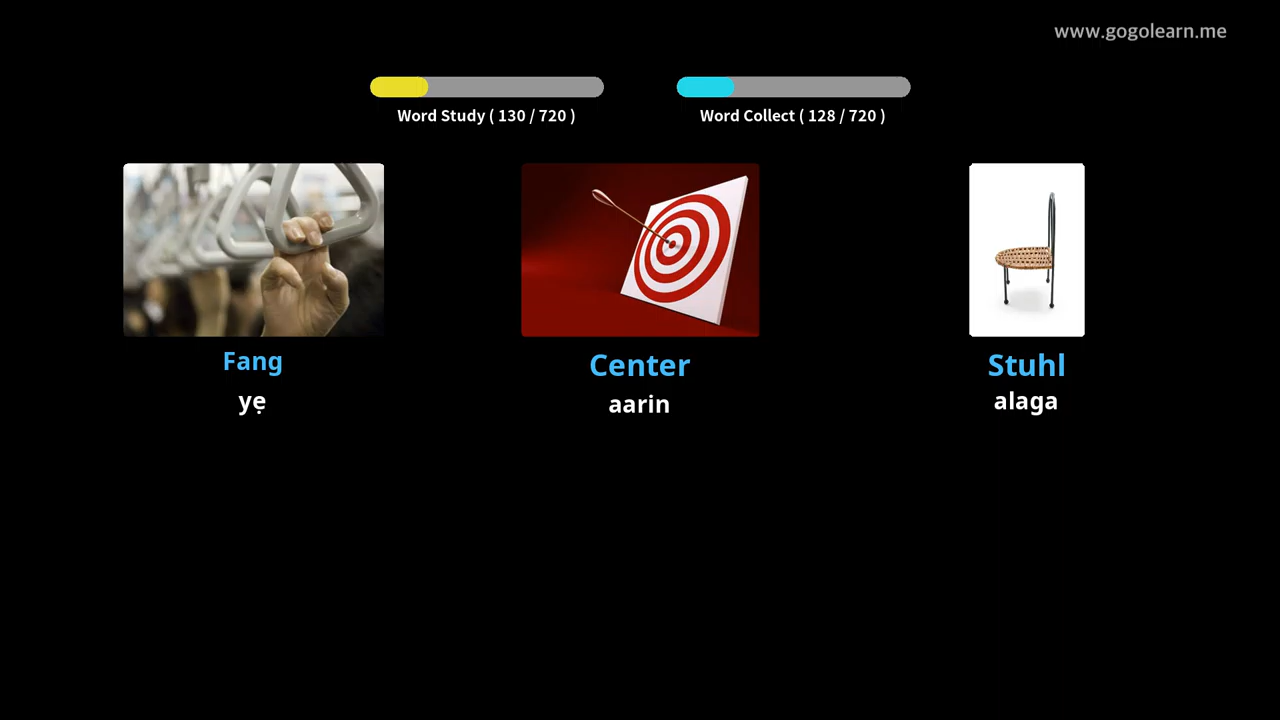 www.gogolearn.me
Word Study ( 130 / 720 )
Word Collect ( 128 / 720 )
Fang
yẹ
Center
aarin
Stuhl
alaga